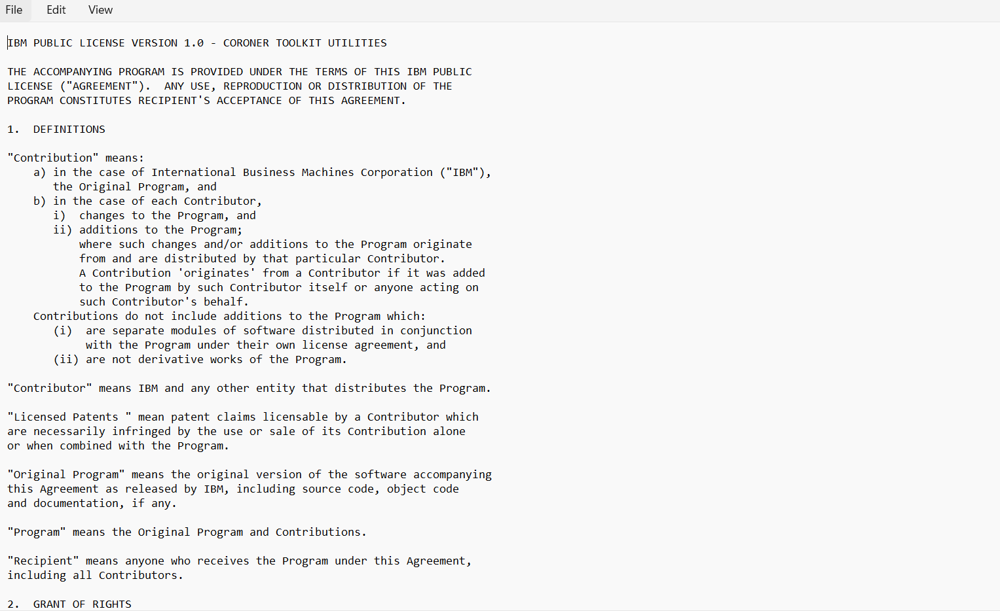 File Edit View
IBM PUBLIC LICENSE VERSION 1.0 - CORONER TOOLKIT UTILITIES
THE ACCOMPANYING PROGRAM IS PROVIDED UNDER THE TERMS OF THIS IBM PUBLIC
LICENSE ("AGREEMENT").  ANY USE, REPRODUCTION OR DISTRIBUTION OF THE
PROGRAM CONSTITUTES RECIPIENT'S ACCEPTANCE OF THIS AGREEMENT.
1.  DEFINITIONS
"Contribution" means:
a) in the case of International Business Machines Corporation ("IBM"),
the Original Program, and
b) in the case of each Contributor,
i)  changes to the Program, and
ii) additions to the Program;
where such changes and/or additions to the Program originate
from and are distributed by that particular Contributor.
A Contribution 'originates' from a Contributor if it was added
to the Program by such Contributor itself or anyone acting on
such Contributor's behalf.
Contributions do not include additions to the Program which:
(i)  are separate modules of software distributed in conjunction
with the Program under their own license agreement, and
(ii) are not derivative works of the Program.
"Contributor" means IBM and any other entity that distributes the Program.
"Licensed Patents " mean patent claims licensable by a Contributor which
are necessarily infringed by the use or sale of its Contribution alone
or when combined with the Program.
"Original Program" means the original version of the software accompanying
this Agreement as released by IBM, including source code, object code
and documentation, if any.
"Program" means the Original Program and Contributions.
"Recipient" means anyone who receives the Program under this Agreement,
including all Contributors.
2.  GRANT OF RIGHTS